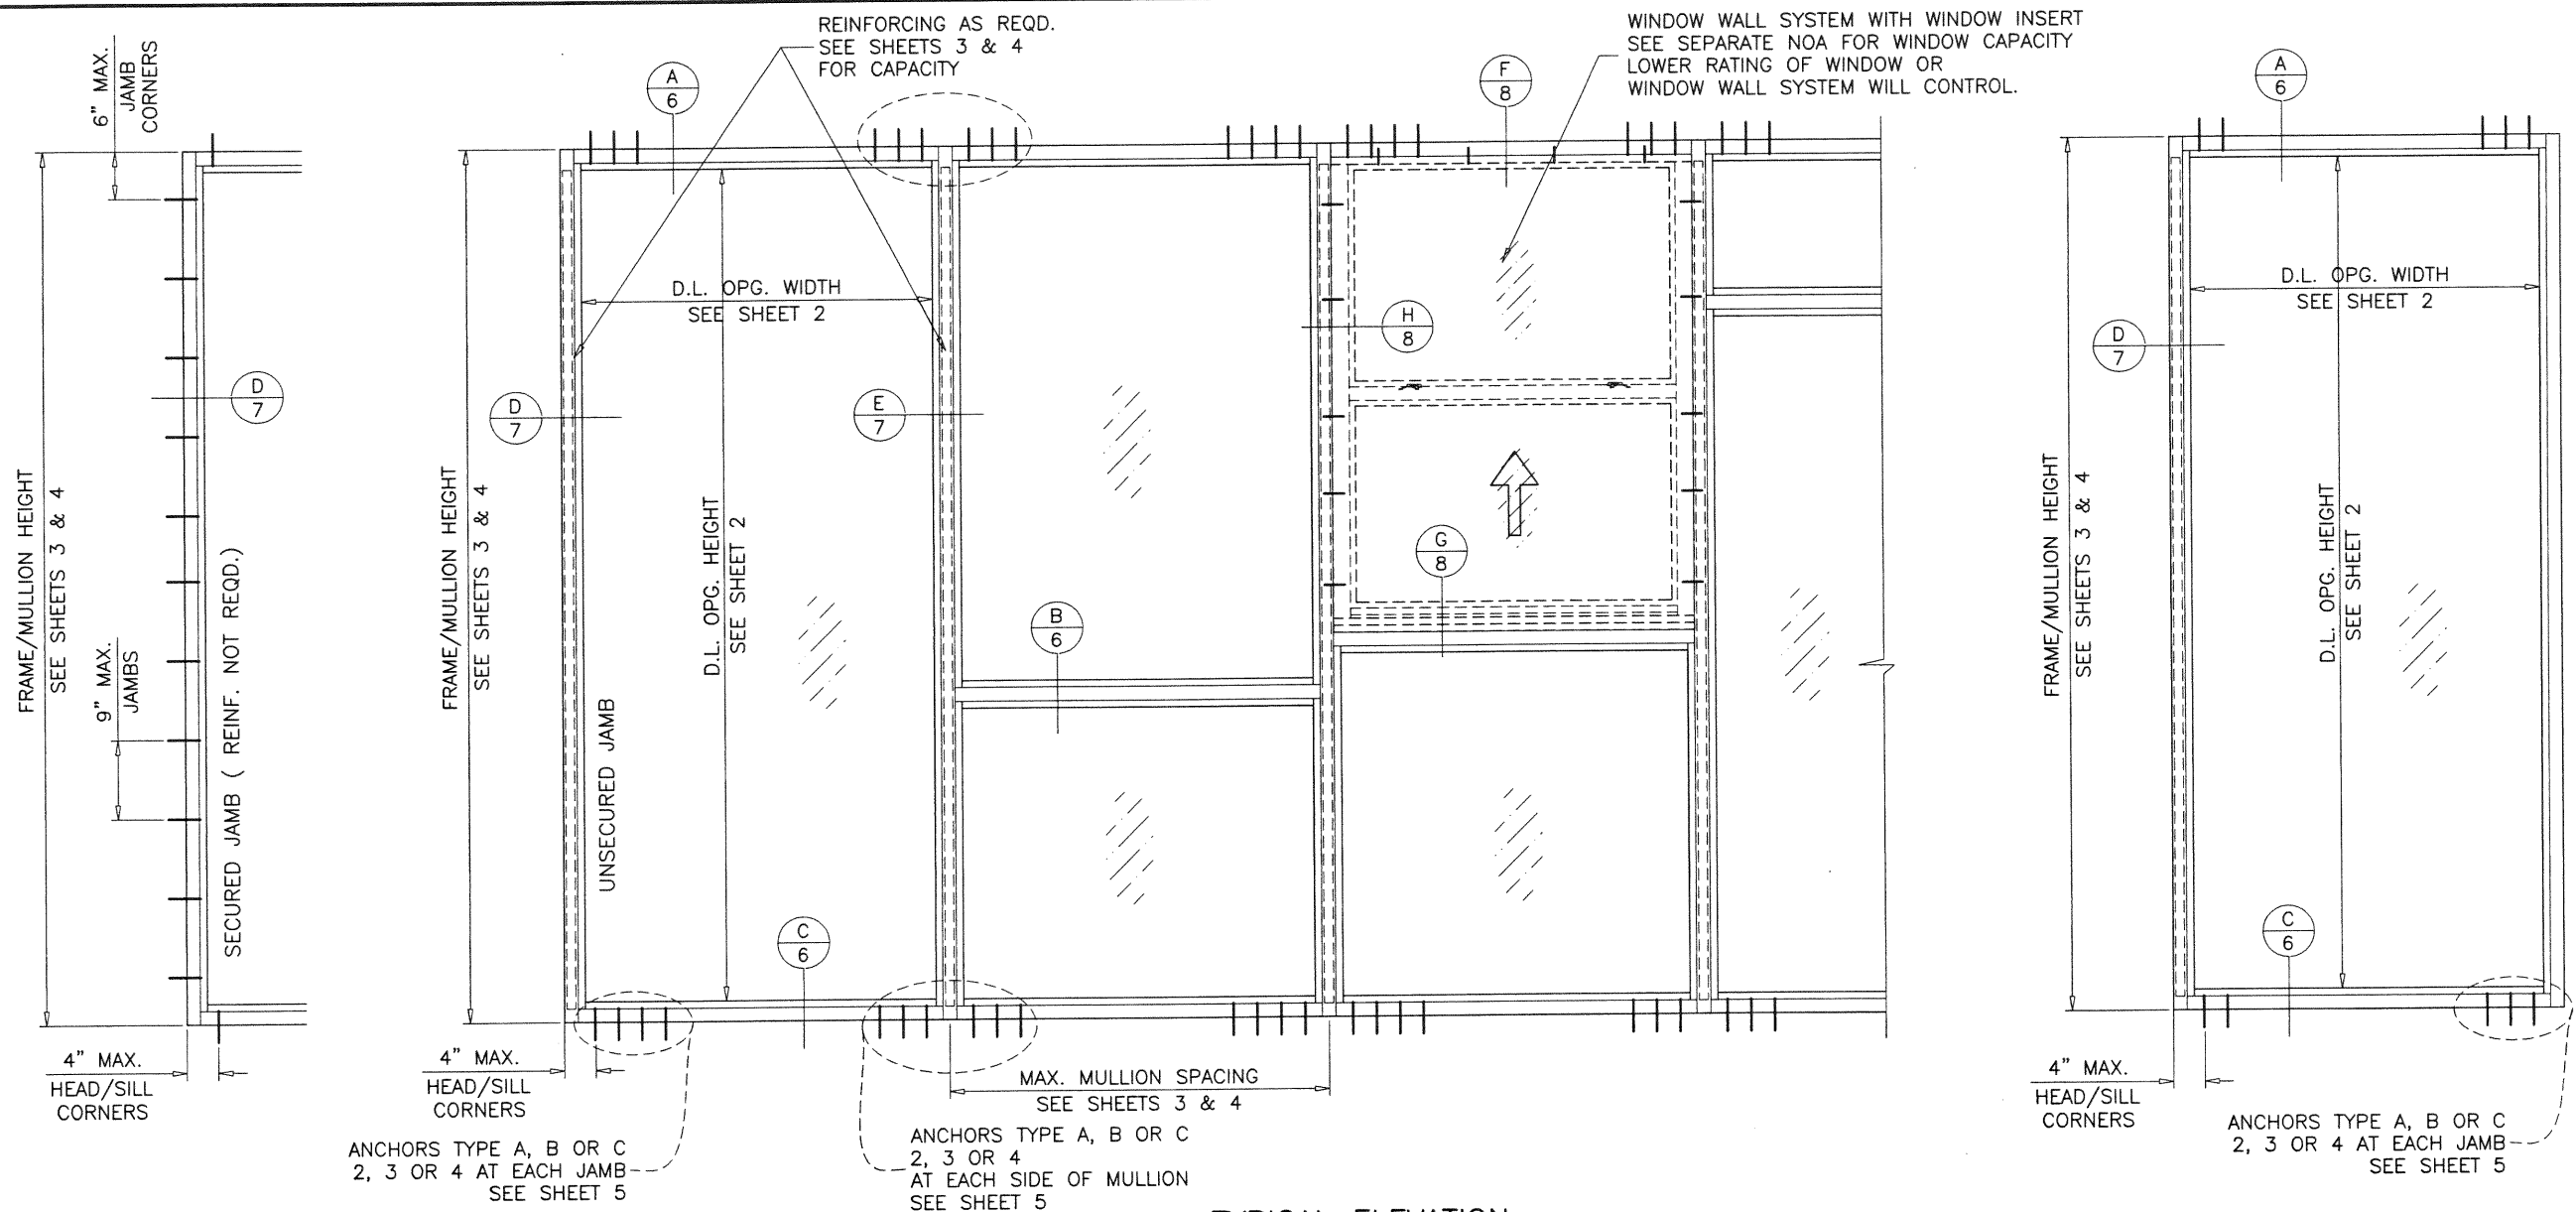 6" MAX.
JAMB
CORNERS
FRAME/MULLION HEIGHT
SEE SHEETS 3 & 4
9" MAX.
JAMBS
SECURED JAMB ( REINF. NOT REQD.)
D
7
4" MAX.
HEAD/SILL
CORNERS
REINFORCING AS REQD.
SEE SHEETS 3 & 4
FOR CAPACITY
A
6
FRAME/MULLION HEIGHT
SEE SHEETS 3 & 4
D
7
UNSECURED JAMB
D.L. OPG. WIDTH
SEE SHEET 2
D.L. OPG. HEIGHT
SEE SHEET 2
E
7
C
6
B
6
4" MAX.
HEAD/SILL
CORNERS
ANCHORS TYPE A, B OR C
2, 3 OR 4 AT EACH JAMB
SEE SHEET 5
MAX. MULLION SPACING
SEE SHEETS 3 & 4
ANCHORS TYPE A, B OR C
2, 3 OR 4
AT EACH SIDE OF MULLION
SEE SHEET 5
WINDOW WALL SYSTEM WITH WINDOW INSERT
SEE SEPARATE NOA FOR WINDOW CAPACITY
LOWER RATING OF WINDOW OR
WINDOW WALL SYSTEM WILL CONTROL.
F
8
H
8
G
8
A
6
D.L. OPG. WIDTH
SEE SHEET 2
D
7
FRAME/MULLION HEIGHT
SEE SHEETS 3 & 4
D.L. OPG. HEIGHT
SEE SHEET 2
C
6
4" MAX.
HEAD/SILL
CORNERS
ANCHORS TYPE A, B OR C
2, 3 OR 4 AT EACH JAMB
SEE SHEET 5
TYPICAL ELEVATION